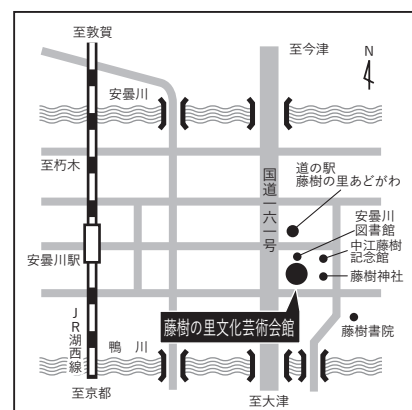 至敦賀
至今津
N
安曇川
至朽木
国道一六一号
道の駅
藤樹の里あどがわ
安曇川
図書館
中江藤樹
記念館
安曇川駅
藤樹神社
藤樹の里文化芸術会館
JR湖西線
鴨川
藤樹書院
至京都
至大津